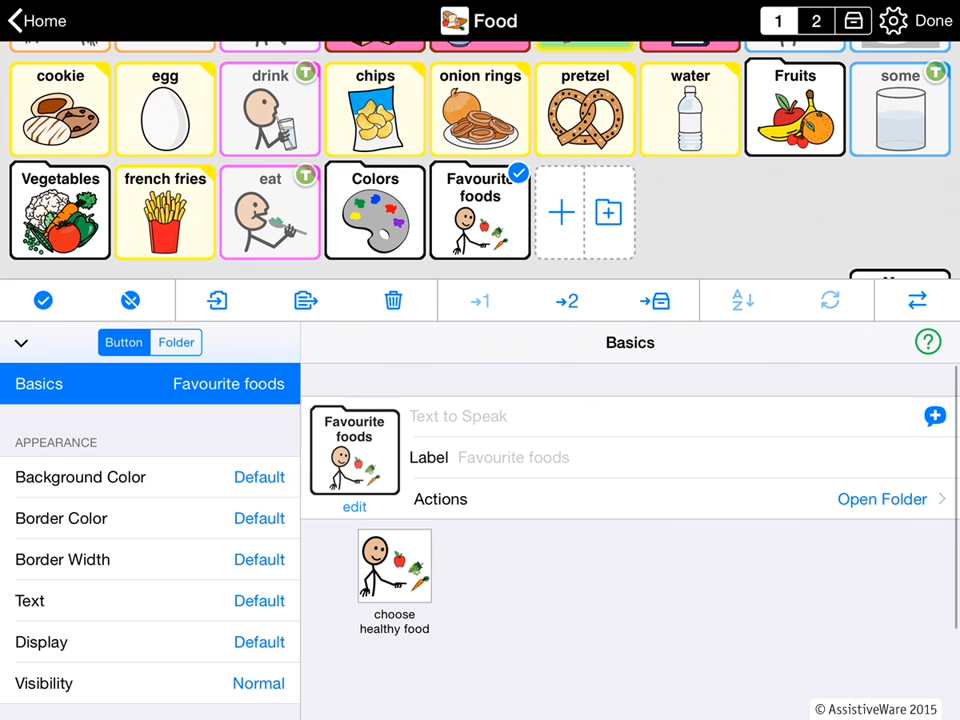 Home
Food
1
2
Done
cookie
egg
drink
T
chips
onion rings
pretzel
water
Fruits
some
T
Vegetables
french fries
eat
T
Colors
Favourite
foods
→1
→2
A
Z
Button
Folder
Basics
?
Basics
Favourite foods
APPEARANCE
Background Color
Default
Border Color
Default
Border Width
Default
Text
Default
Display
Default
Visibility
Normal
Favourite
foods
edit
Text to Speak
Label
Favourite foods
Actions
Open Folder
choose
healthy food
© AssistiveWare 2015